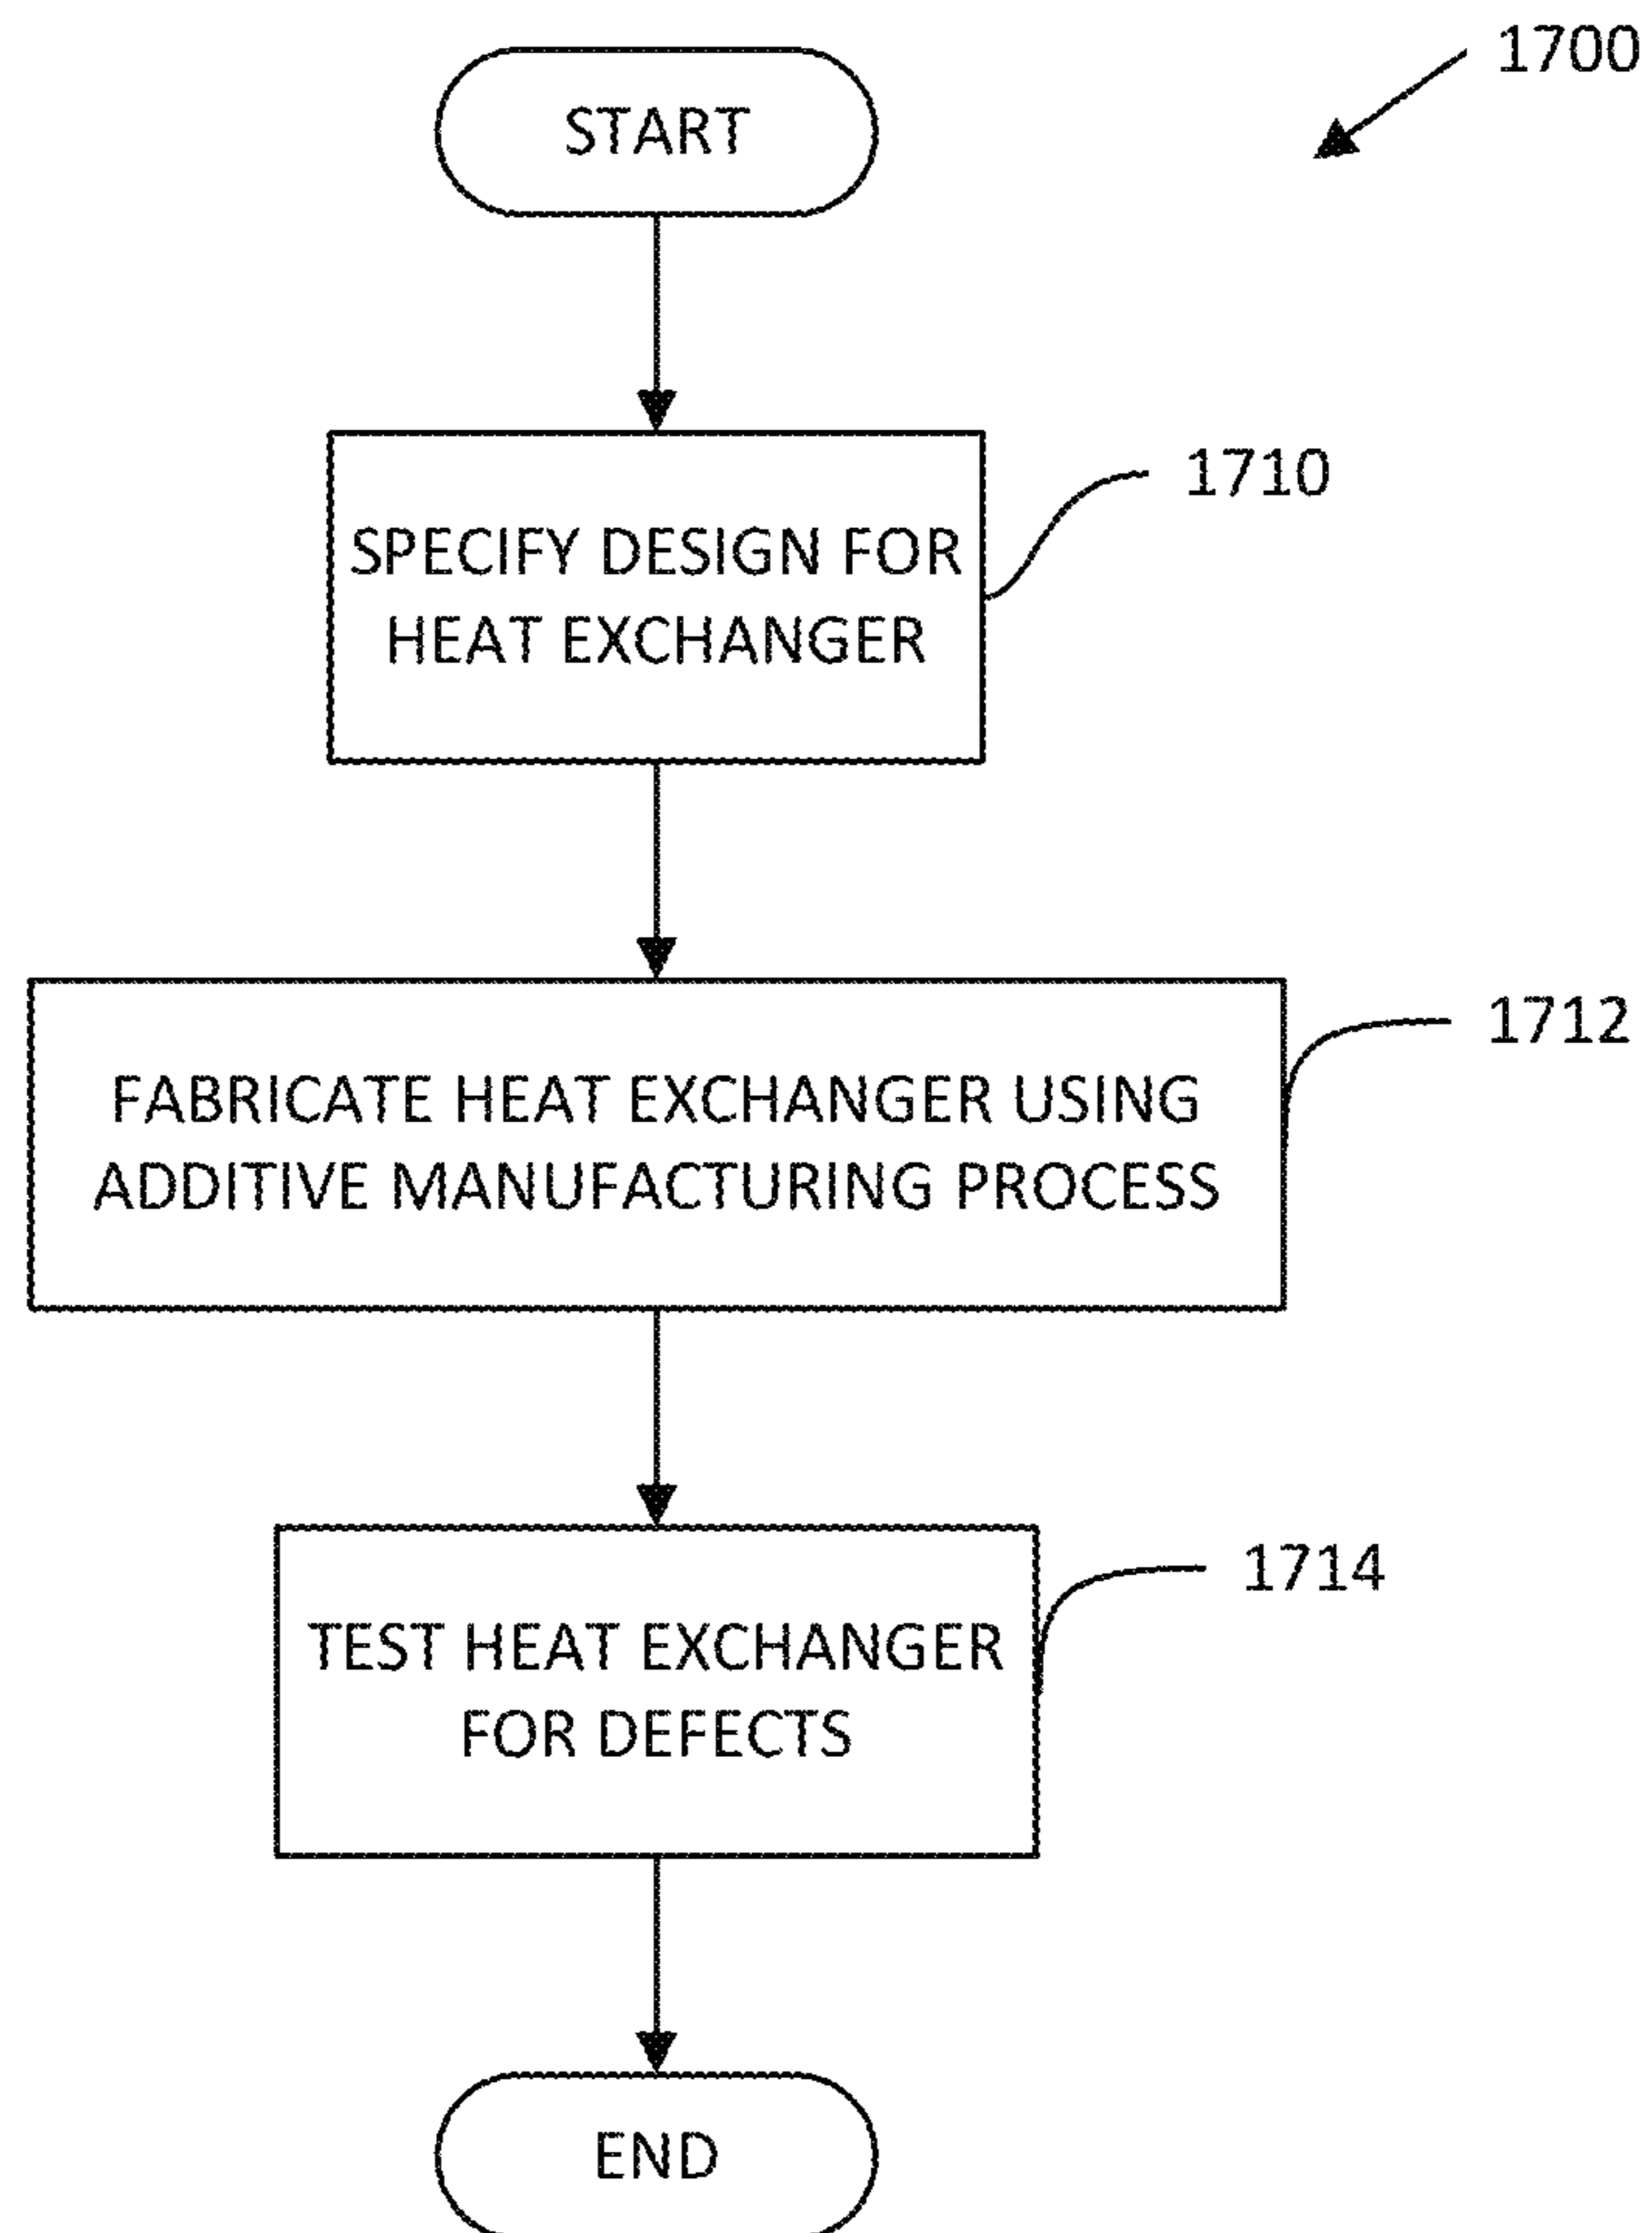 1700
START
1710
SPECIFY DESIGN FOR
HEAT EXCHANGER
1712
FABRICATE HEAT EXCHANGER USING
ADDITIVE MANUFACTURING PROCESS
1714
TEST HEAT EXCHANGER
FOR DEFECTS
END